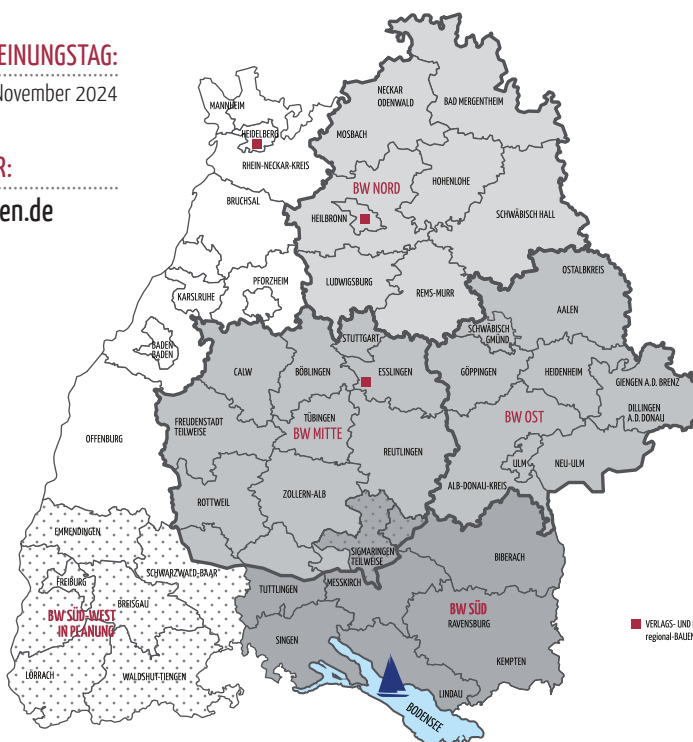 EINUNGSTAG:
November 2024
R:
en.de
MANNHEIM
HEIDELBERG
RHEIN-NECKAR-KREIS
BRUCHSAL
KARSLRUHE
PFORZHEIM
BADEN
BADEN
OFFENBURG
NECKAR
ODENWALD
BAD MERGENTHEIM
MOSBACH
BW NORD
HOHENLOHE
HEILBRONN
SCHWÄBISCH HALL
LUDWIGSBURG
REMS-MURR
OSTALBKREIS
AALEN
SCHWÄBISCH
GMÜND
GÖPPINGEN
HEIDENHEIM
GIENGEN A.D. BRENZ
DILLINGEN
A.D. DONAU
BW OST
ULM
NEU-ULM
ALB-DONAU-KREIS
STUTTGART
CALW
BÖBLINGEN
ESSLINGEN
FREUDENSTADT
TEILWEISE
TÜBINGEN
BW MITTE
REUTLINGEN
ROTTWEIL
ZOLLERN-ALB
SIGMARINGEN
TEILWEISE
EMMENDINGEN
FREIBURG
SCHWARZWALD-BAAR
BREISGAU
BW SÜD-WEST
IN PLANUNG
LÖRRACH
WALDSHUT-TIENGEN
BIBERACH
TUTTLINGEN
MESSKIRCH
BW SÜD
RAVENSBURG
SINGEN
KEMPTEN
LINDAU
BODENSEE
VERLAGS- UND
regional-BAUEN